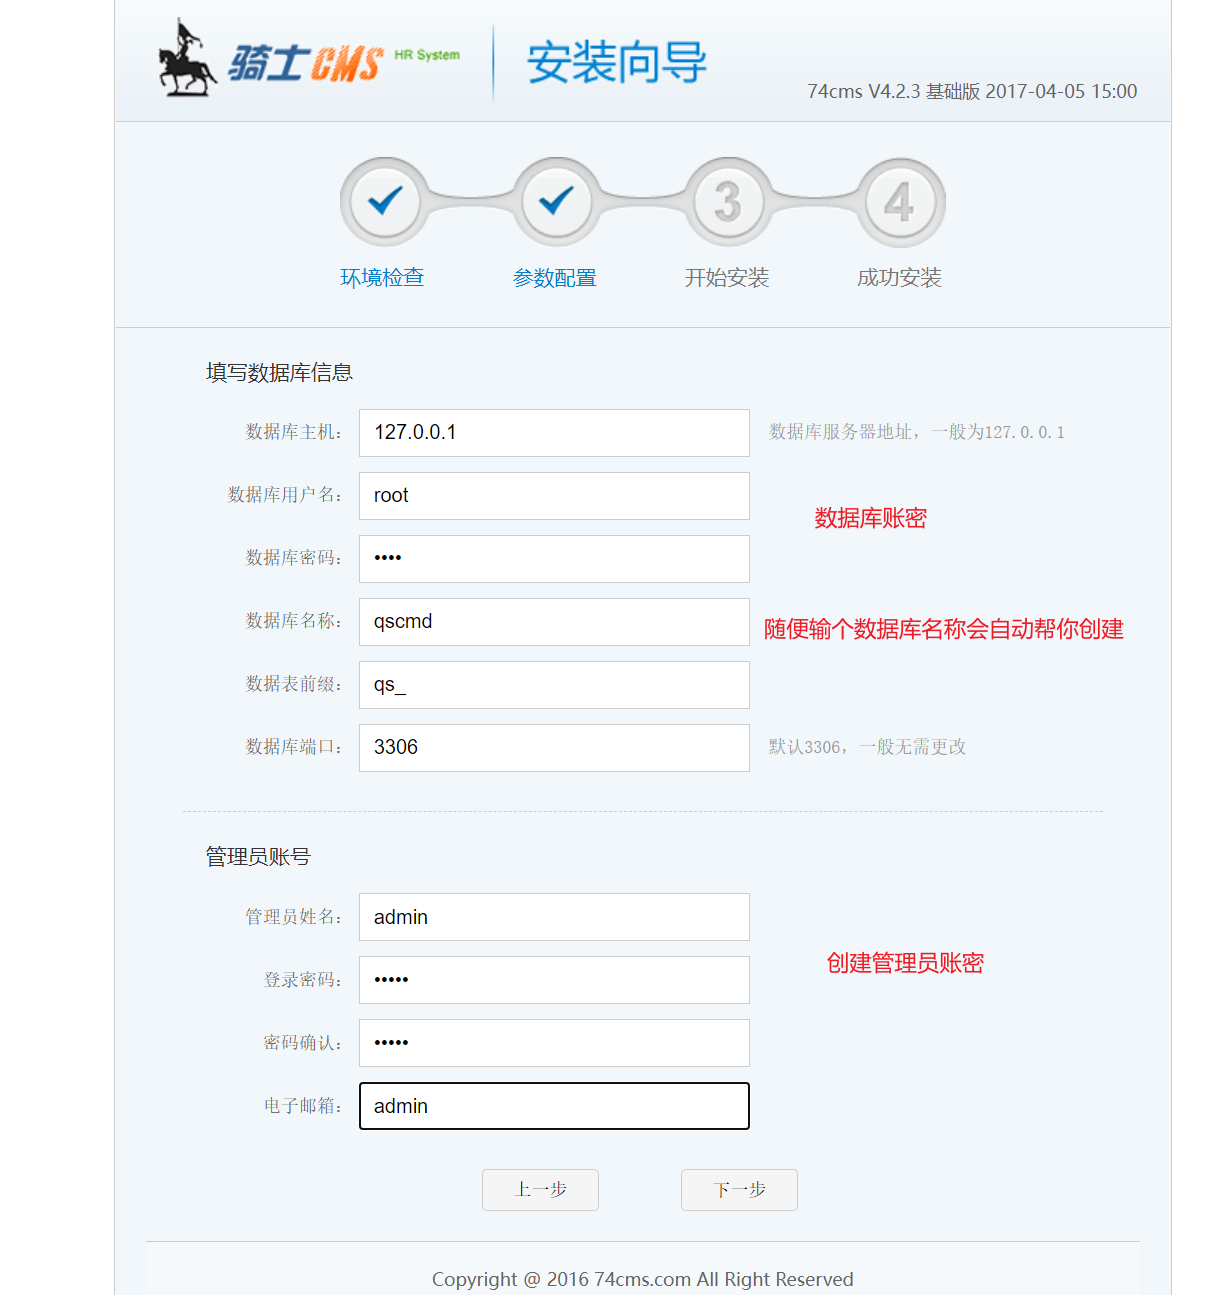 骑士CMS HR System 安装向导
74cms V4.2.3 基础版 2017-04-05 15:00
3 4
环境检查 参数配置 开始安装 成功安装
填写数据库信息
数据库主机： 127.0.0.1 数据库服务器地址，一般为127.0.0.1
数据库用户名： root
数据库账密
数据库密码： ••••
数据库名称： qscmd 随便输个数据库名称会自动帮你创建
数据表前缀： qs_
数据库端口： 3306 默认3306，一般无需更改
管理员账号
管理员姓名： admin
创建管理员账密
登录密码： •••••
密码确认： •••••
电子邮箱： admin
上一步 下一步
Copyright @ 2016 74cms.com All Right Reserved